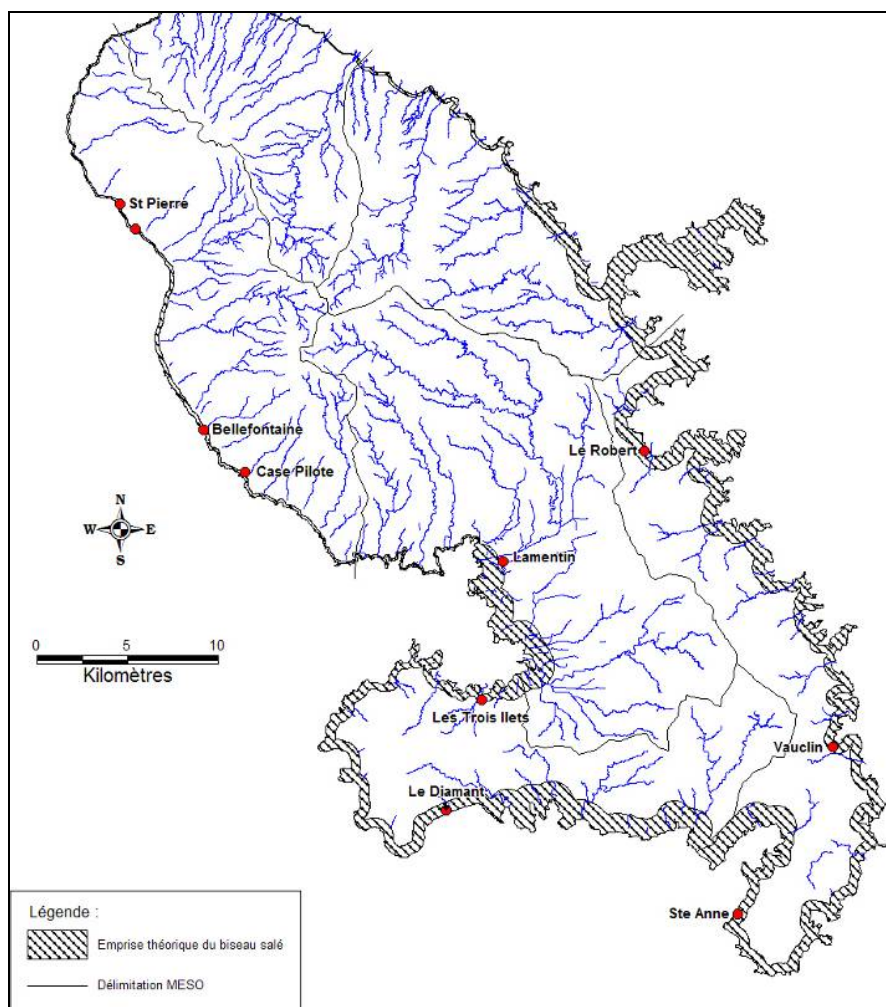 St Pierre
Bellefontaine
Case Pilote
Le Robert
N
W E
S
Lamentin
0 5 10
Kilomètres
Les Trois Ilets
Vauclin
Le Diamant
Ste Anne
Légende :
Emprise théorique du biseau salé
Délimitation MESO